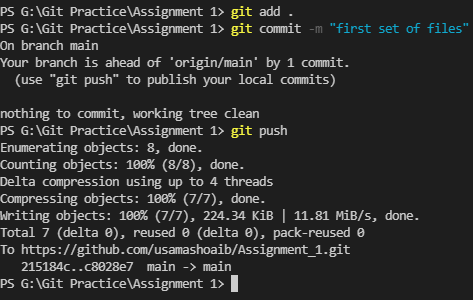 PS G:\Git Practice\Assignment 1> git add .
PS G:\Git Practice\Assignment 1> git commit -m "first set of files"
On branch main
Your branch is ahead of 'origin/main' by 1 commit.
  (use "git push" to publish your local commits)

nothing to commit, working tree clean
PS G:\Git Practice\Assignment 1> git push
Enumerating objects: 8, done.
Counting objects: 100% (8/8), done.
Delta compression using up to 4 threads
Compressing objects: 100% (7/7), done.
Writing objects: 100% (7/7), 224.34 KiB | 11.81 MiB/s, done.
Total 7 (delta 0), reused 0 (delta 0), pack-reused 0
To https://github.com/usamashoaib/Assignment_1.git
   215184c..c8028e7  main -> main
PS G:\Git Practice\Assignment 1>